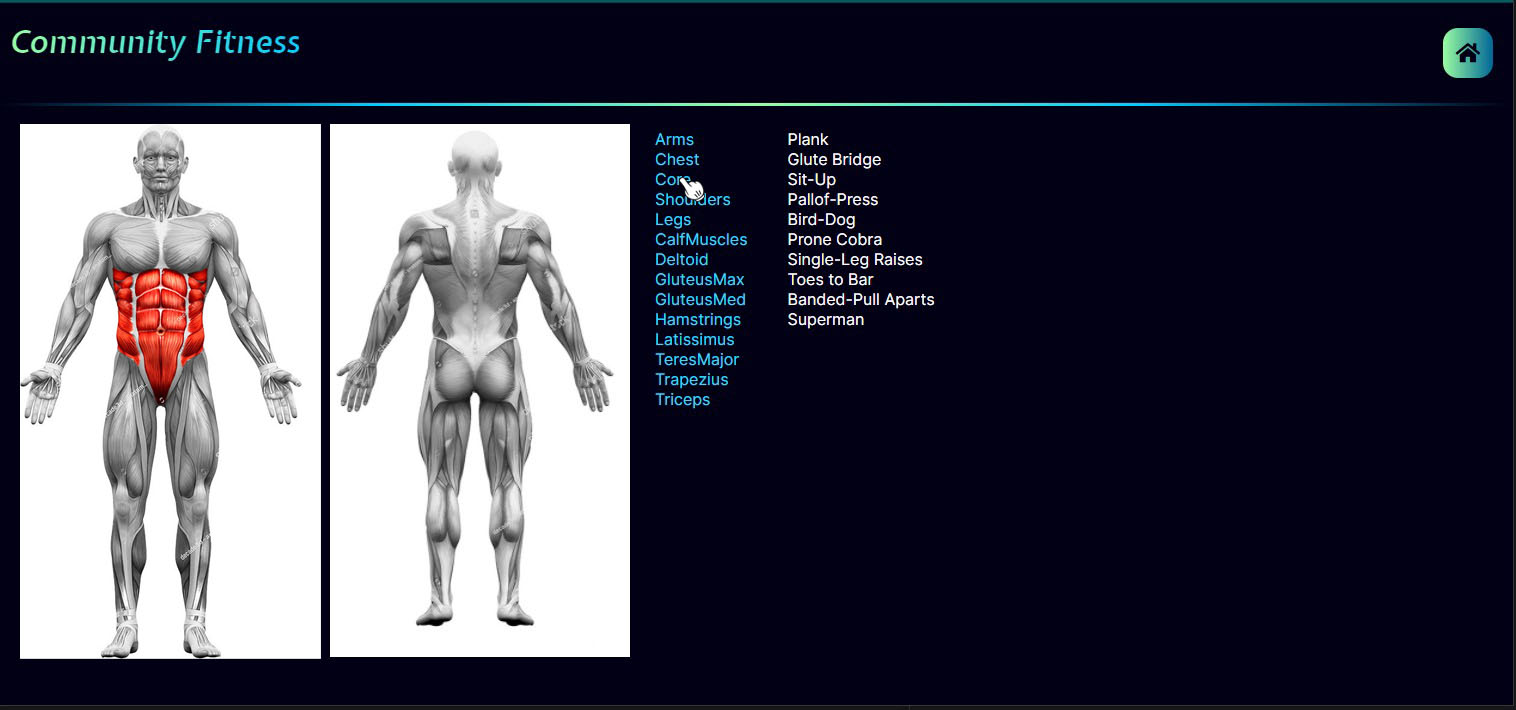 Community Fitness
Arms
Chest
Core
Shoulders
Legs
CalfMuscles
Deltoid
GluteusMax
GluteusMed
Hamstrings
Latissimus
TeresMajor
Trapezius
Triceps
Plank
Glute Bridge
Sit-Up
Pallof-Press
Bird-Dog
Prone Cobra
Single-Leg Raises
Toes to Bar
Banded-Pull Aparts
Superman